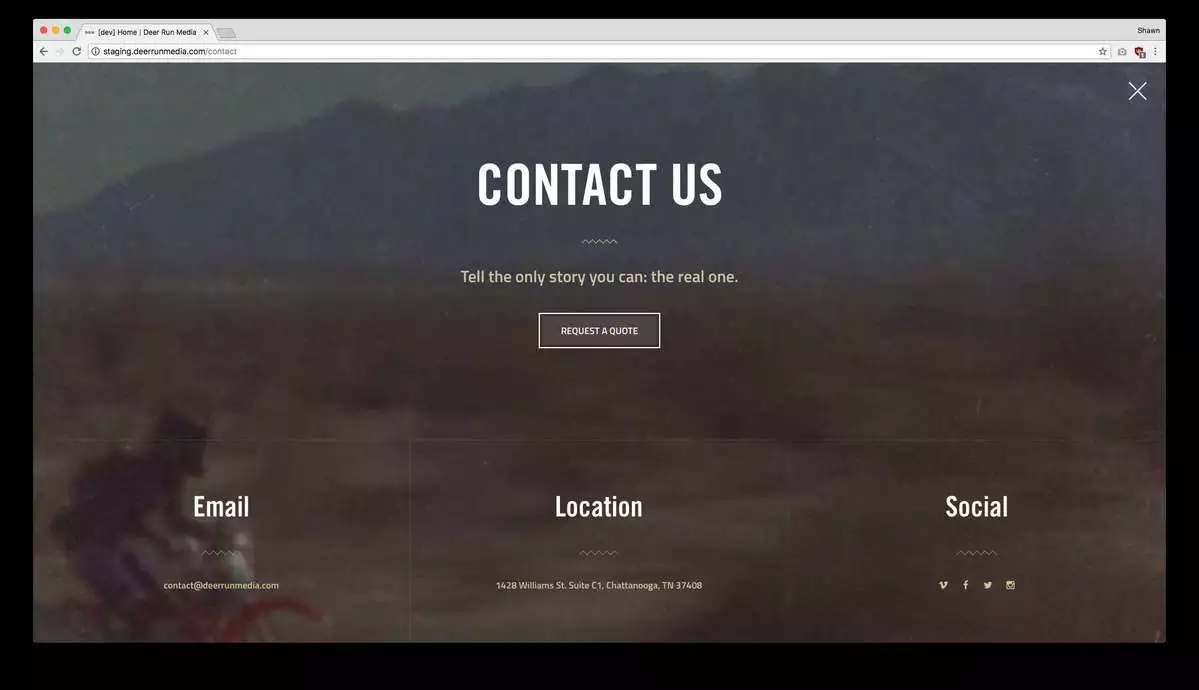 [dev] Home | Deer Run Media
Shawn
staging.deerrunmedia.com/contact
CONTACT US
Tell the only story you can: the real one.
REQUEST A QUOTE
Email
Location
Social
contact@deerrunmedia.com
1428 Williams St. Suite C1, Chattanooga, TN 37408